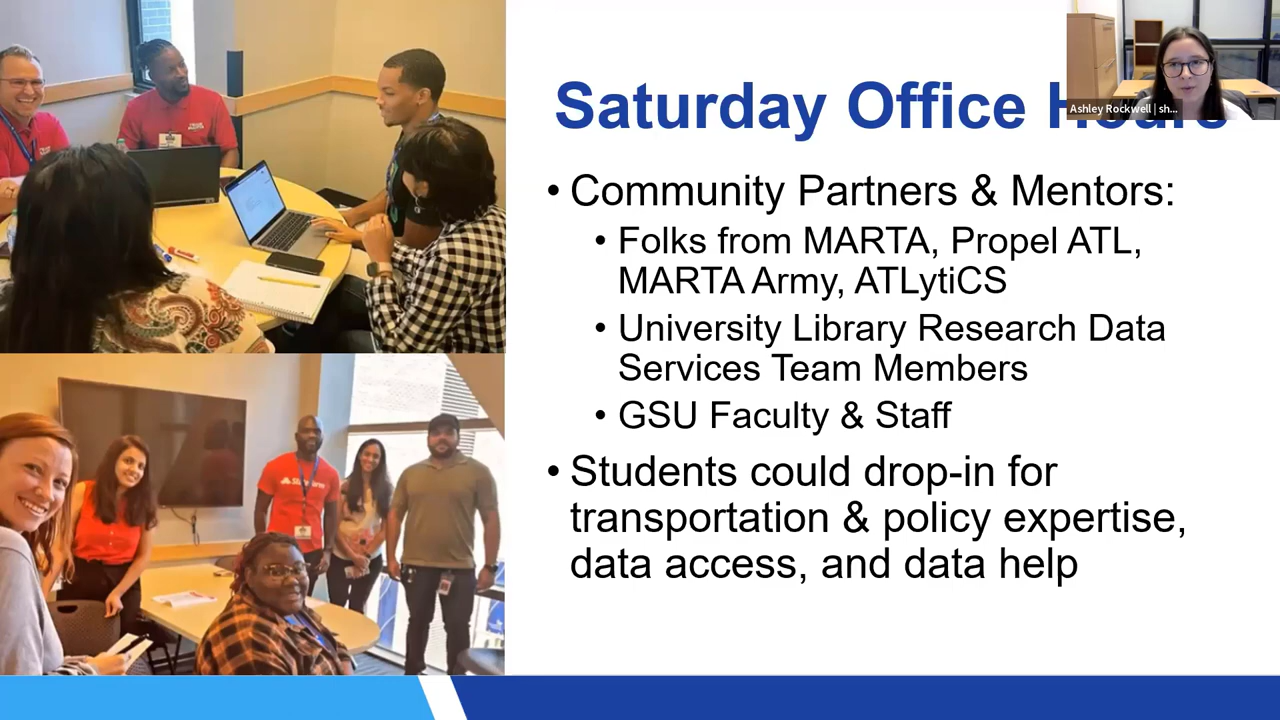 Saturday Office Hours
Ashley Rockwell | sh...
• Community Partners & Mentors:
• Folks from MARTA, Propel ATL,
MARTA Army, ATLytiCS
• University Library Research Data
Services Team Members
• GSU Faculty & Staff
• Students could drop-in for
transportation & policy expertise,
data access, and data help